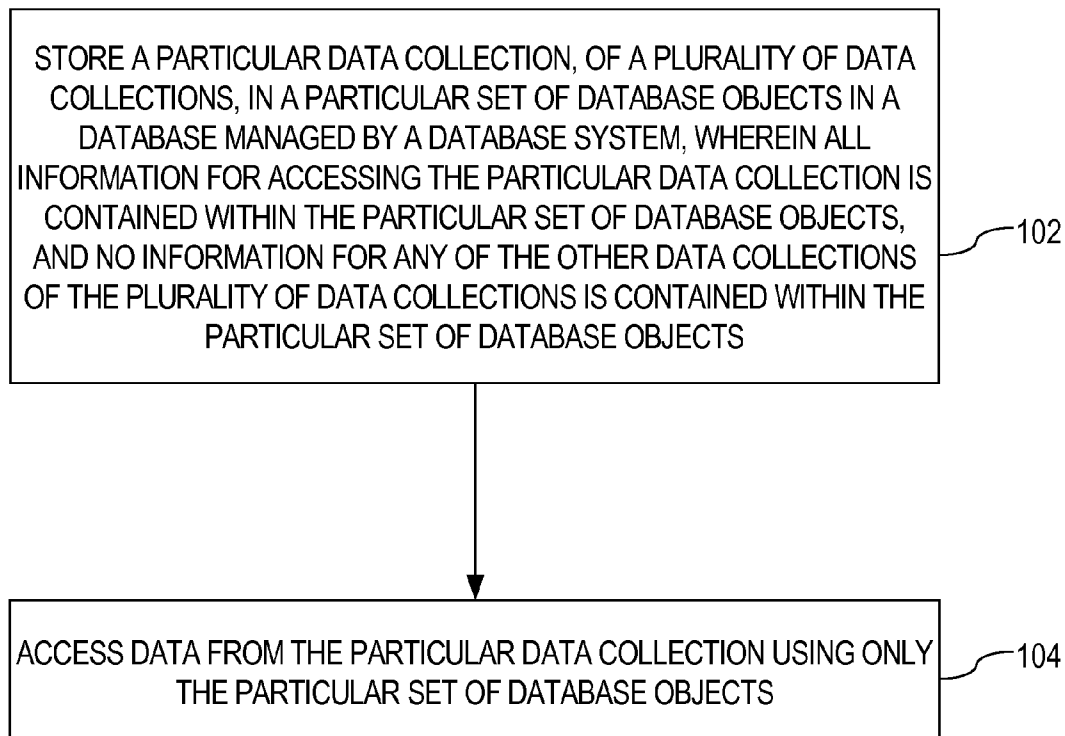 STORE A PARTICULAR DATA COLLECTION, OF A PLURALITY OF DATA
COLLECTIONS, IN A PARTICULAR SET OF DATABASE OBJECTS IN A
DATABASE MANAGED BY A DATABASE SYSTEM, WHEREIN ALL
INFORMATION FOR ACCESSING THE PARTICULAR DATA COLLECTION IS
CONTAINED WITHIN THE PARTICULAR SET OF DATABASE OBJECTS,
AND NO INFORMATION FOR ANY OF THE OTHER DATA COLLECTIONS
OF THE PLURALITY OF DATA COLLECTIONS IS CONTAINED WITHIN THE
PARTICULAR SET OF DATABASE OBJECTS
102
ACCESS DATA FROM THE PARTICULAR DATA COLLECTION USING ONLY
THE PARTICULAR SET OF DATABASE OBJECTS
104